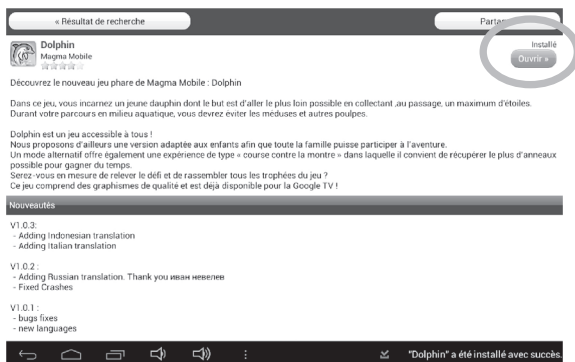 « Résultat de recherche
Dolphin
Magma Mobile
Installé
Ouvrir »
Découvrez le nouveau jeu phare de Magma Mobile : Dolphin
Dans ce jeu, vous incarnez un jeune dauphin dont le but est d'aller le plus loin possible en collectant ,au passage, un maximum d'étoiles.
Durant votre parcours en milieu aquatique, vous devrez éviter les méduses et autres poulpes.
Dolphin est un jeu accessible à tous !
Nous proposons d'ailleurs une version adaptée aux enfants afin que toute la famille puisse participer à l'aventure.
Un mode alternatif offre également une expérience de type « course contre la montre » dans laquelle il convient de récupérer le plus d'anneaux
possible pour gagner du temps.
Serez-vous en mesure de relever le défi et de rassembler tous les trophées du jeu ?
Ce jeu comprend des graphismes de qualité et est déjà disponible pour la Google TV !
Nouveautés
V1.0.3:
- Adding Indonesian translation
- Adding Italian translation
V1.0.2 :
- Adding Russian translation. Thank you иван невелев
- Fixed Crashes
V1.0.1 :
- bugs fixes
- new languages
"Dolphin" a été installé avec succès.